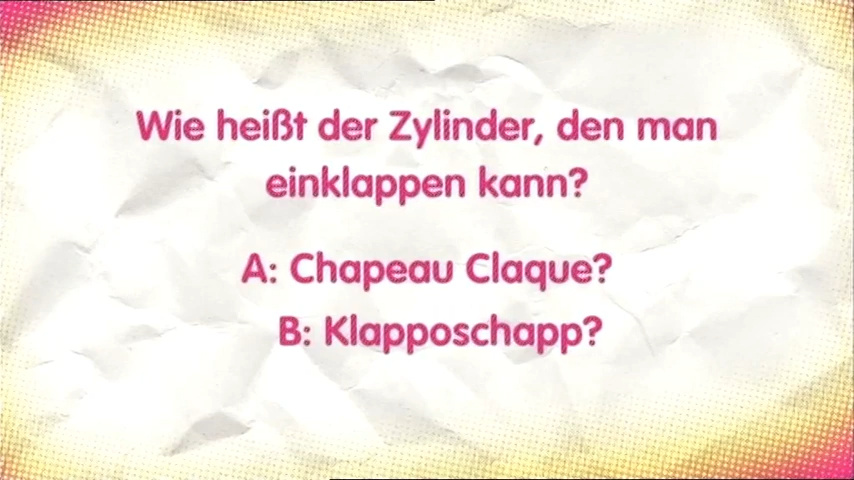 Wie heißt der Zylinder, den man
einklappen kann?
A: Chapeau Claque?
B: Klapposchapp?